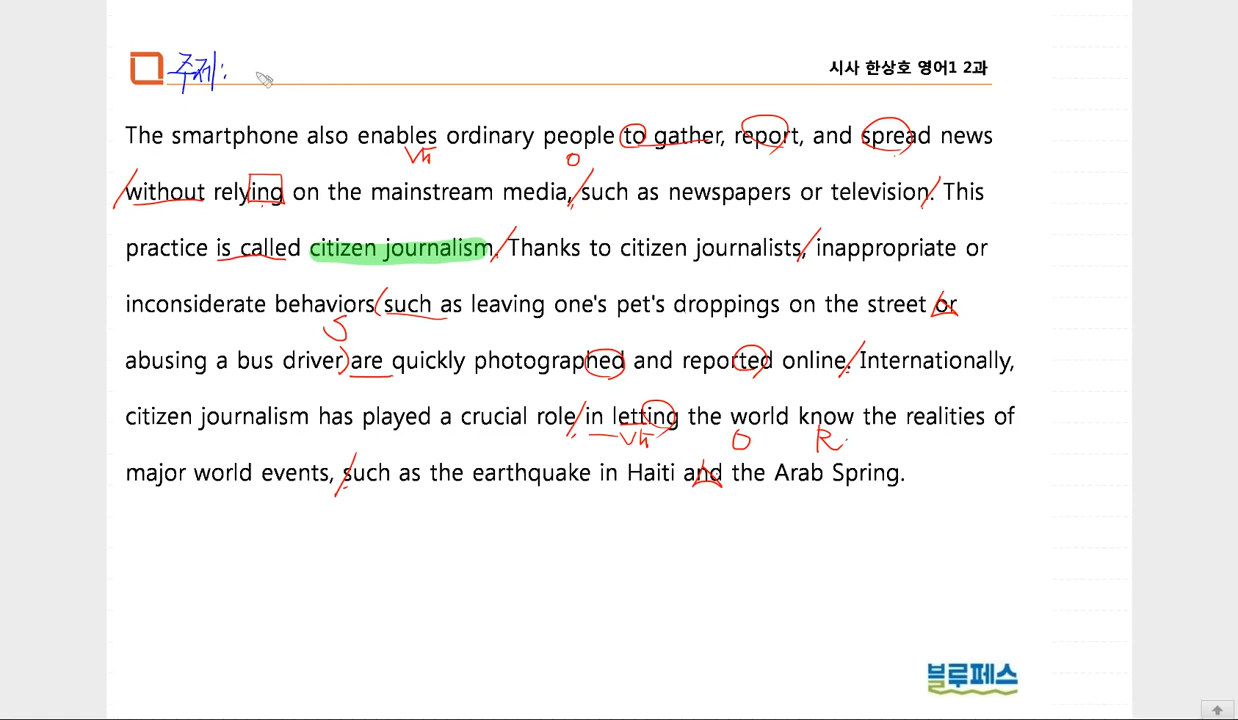 주제:
시사 한상호 영어1 2과
The smartphone also enables ordinary people to gather, report, and spread news
V5 O
without relying on the mainstream media, such as newspapers or television. This
practice is called citizen journalism. Thanks to citizen journalists, inappropriate or
inconsiderate behaviors (such as leaving one's pet's droppings on the street or
S
abusing a bus driver) are quickly photographed and reported online. Internationally,
citizen journalism has played a crucial role in letting the world know the realities of
V5 O R
major world events, such as the earthquake in Haiti and the Arab Spring.
블루페스